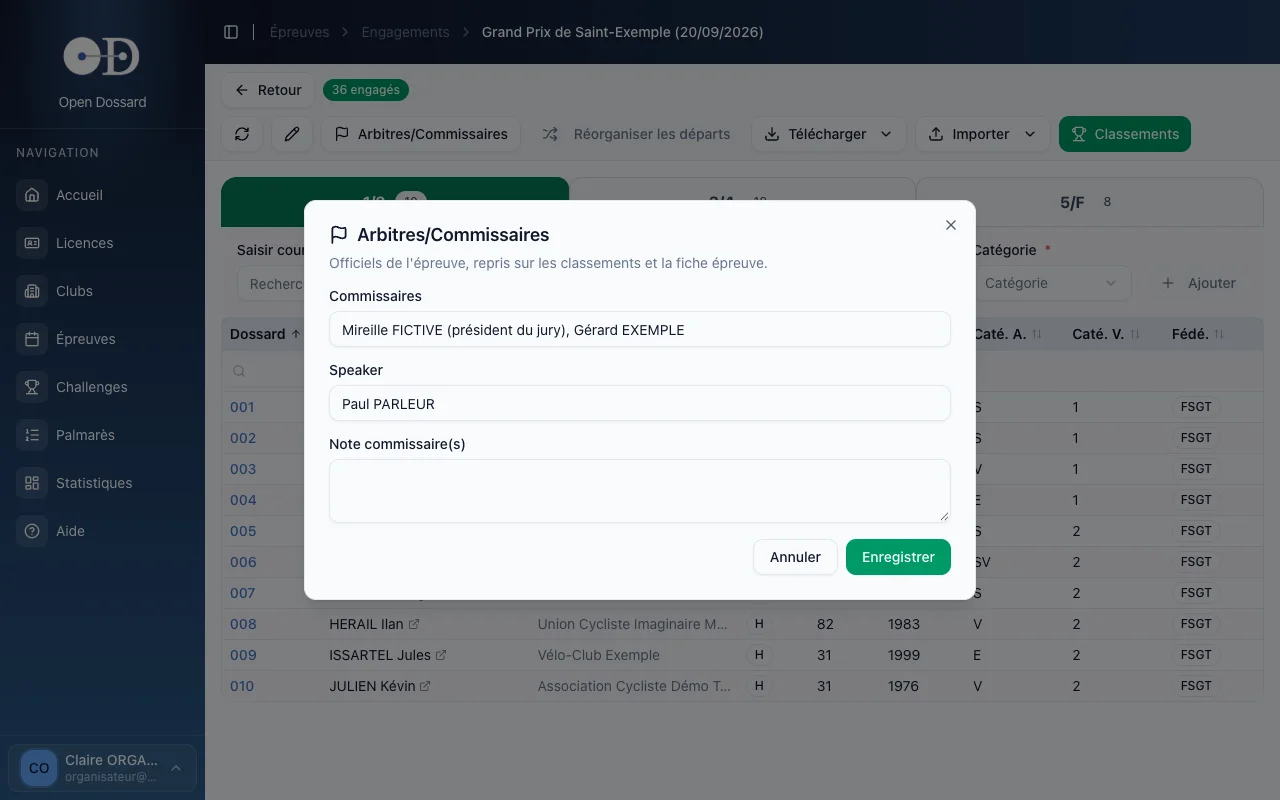 Open Dossard
NAVIGATION
Accueil
Licences
Clubs
Épreuves
Challenges
Palmarès
Statistiques
Aide
CO
Claire ORGA...
organisateur@...
Épreuves
Engagements
Grand Prix de Saint-Exemple (20/09/2026)
Retour
36 engagés
Arbitres/Commissaires
Réorganiser les départs
Télécharger
Importer
Classements
5/F 8
Saisir cour
Catégorie *
Recherc
Catégorie
Ajouter
Dossard
Caté. A.
Caté. V.
Fédé.
Arbitres/Commissaires
Officiels de l'épreuve, repris sur les classements et la fiche épreuve.
Commissaires
Mireille FICTIVE (président du jury), Gérard EXEMPLE
Speaker
Paul PARLEUR
Note commissaire(s)
Annuler
Enregistrer
001 S 1 FSGT
002 S 1 FSGT
003 V 1 FSGT
004 E 1 FSGT
005 S 2 FSGT
006 SV 2 FSGT
007 S 2 FSGT
008 HERAIL Ilan Union Cycliste Imaginaire M... H 82 1983 V 2 FSGT
009 ISSARTEL Jules Vélo-Club Exemple H 31 1999 E 2 FSGT
010 JULIEN Kévin Association Cycliste Démo T... H 31 1976 V 2 FSGT